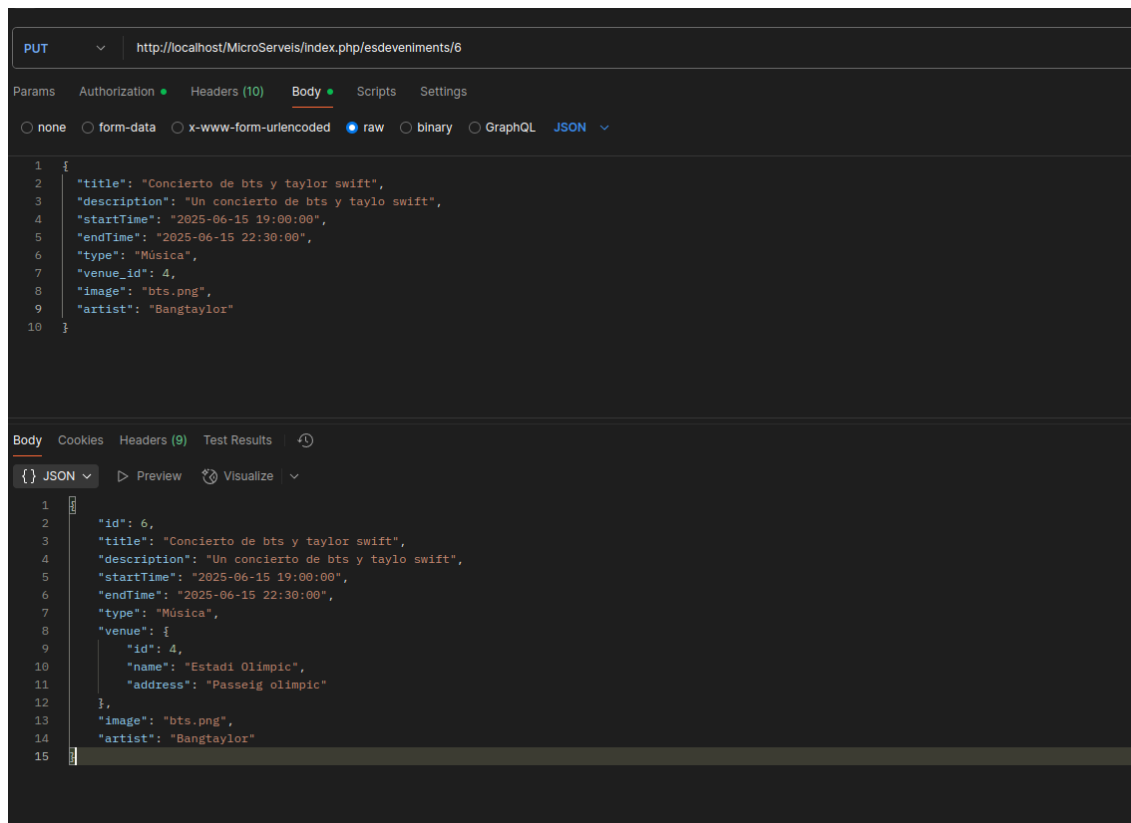 PUT http://localhost/MicroServeis/index.php/esdeveniments/6
Params Authorization Headers (10) Body Scripts Settings
none form-data x-www-form-urlencoded raw binary GraphQL JSON
1 {
2 "title": "Concierto de bts y taylor swift",
3 "description": "Un concierto de bts y taylo swift",
4 "startTime": "2025-06-15 19:00:00",
5 "endTime": "2025-06-15 22:30:00",
6 "type": "Música",
7 "venue_id": 4,
8 "image": "bts.png",
9 "artist": "Bangtaylor"
10 }
Body Cookies Headers (9) Test Results
{} JSON Preview Visualize
1 {
2 "id": 6,
3 "title": "Concierto de bts y taylor swift",
4 "description": "Un concierto de bts y taylo swift",
5 "startTime": "2025-06-15 19:00:00",
6 "endTime": "2025-06-15 22:30:00",
7 "type": "Música",
8 "venue": {
9 "id": 4,
10 "name": "Estadi Olimpic",
11 "address": "Passeig olimpic"
12 },
13 "image": "bts.png",
14 "artist": "Bangtaylor"
15 }